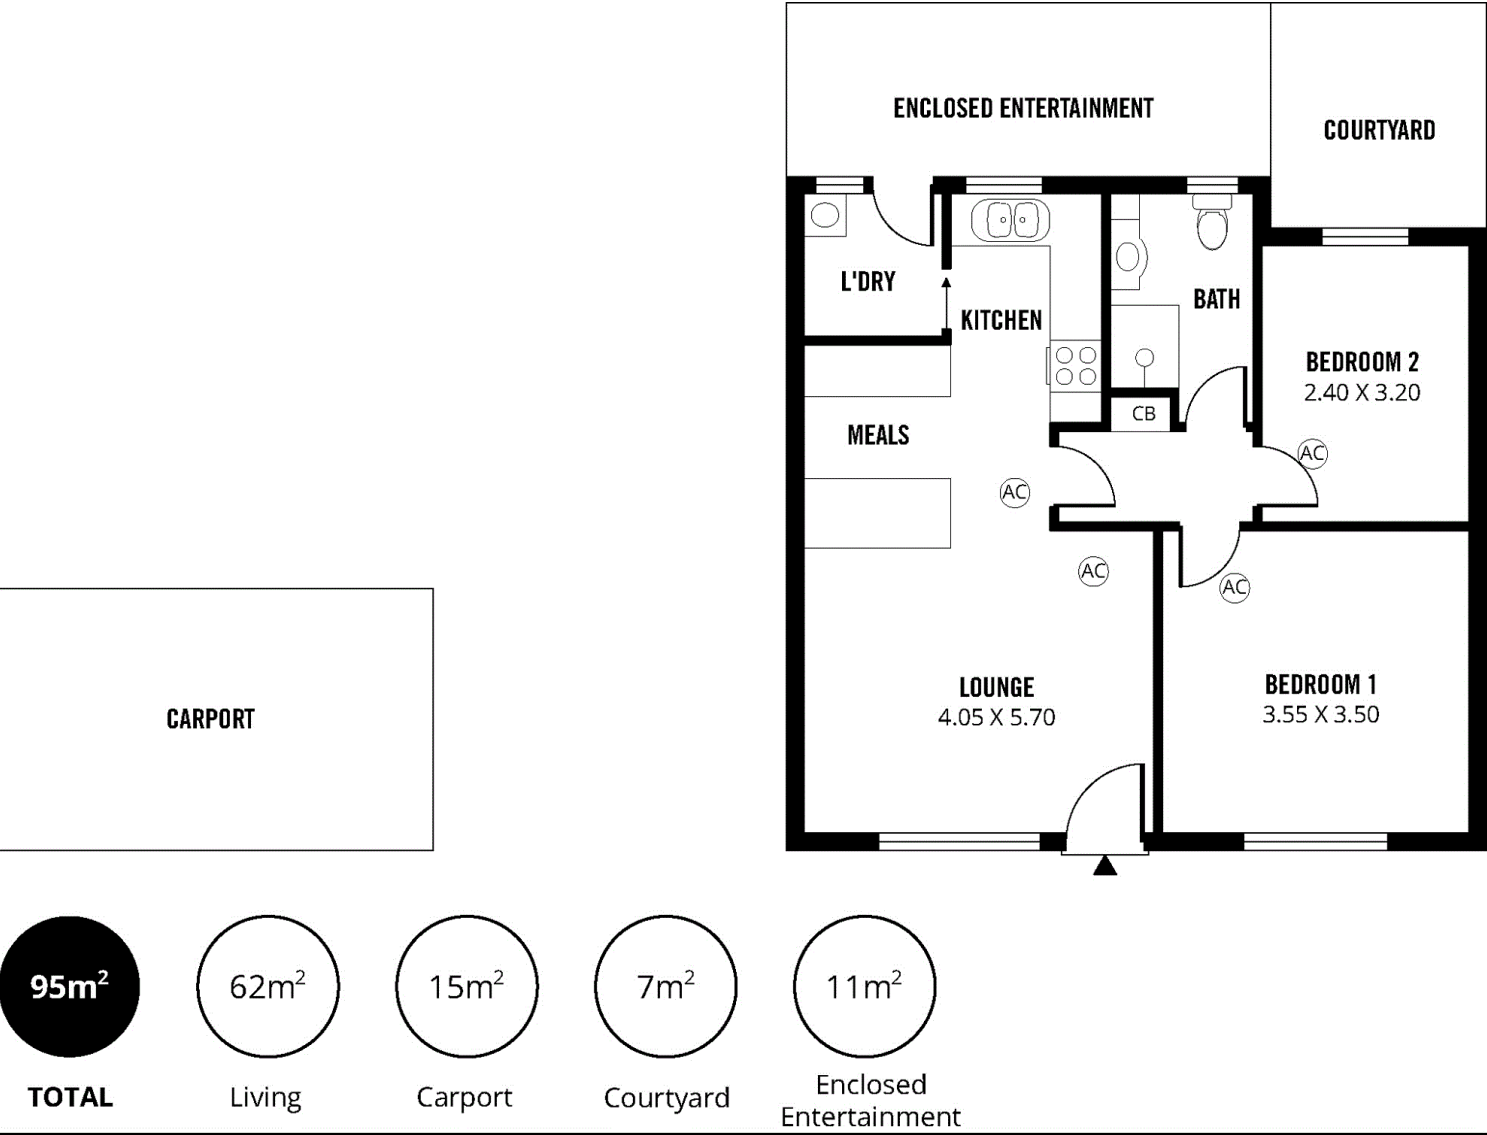 ENCLOSED ENTERTAINMENT
COURTYARD
L'DRY
KITCHEN
BATH
BEDROOM 2
2.40 X 3.20
CB
MEALS
AC
AC
AC
AC
LOUNGE
4.05 X 5.70
BEDROOM 1
3.55 X 3.50
CARPORT
95m²
62m²
15m²
7m²
11m²
TOTAL
Living
Carport
Courtyard
Enclosed
Entertainment